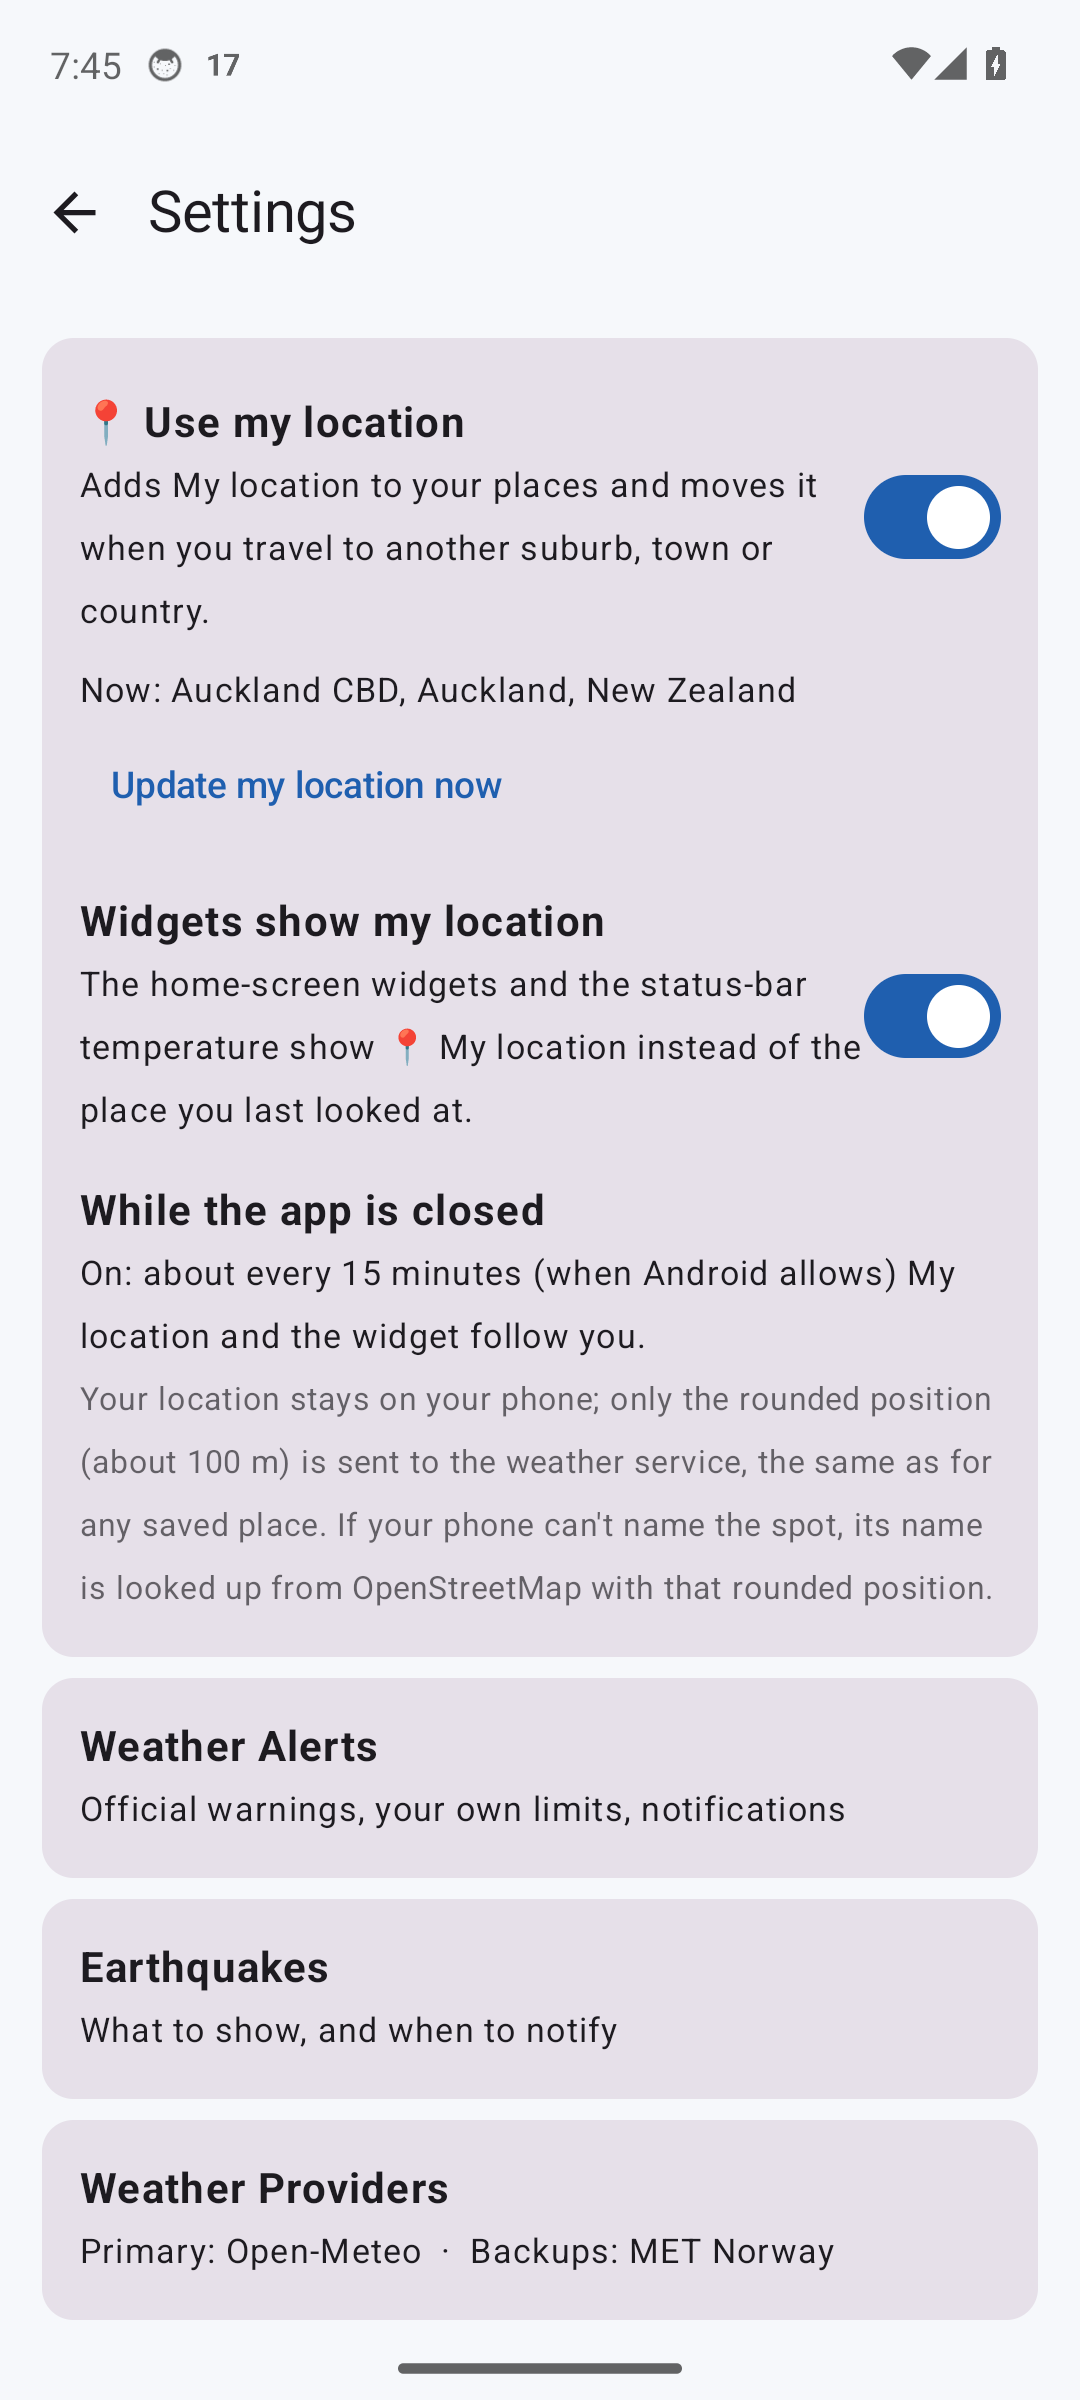 7:45 17
Settings
📍 Use my location
Adds My location to your places and moves it
when you travel to another suburb, town or
country.
Now: Auckland CBD, Auckland, New Zealand
Update my location now
Widgets show my location
The home-screen widgets and the status-bar
temperature show 📍 My location instead of the
place you last looked at.
While the app is closed
On: about every 15 minutes (when Android allows) My
location and the widget follow you.
Your location stays on your phone; only the rounded position
(about 100 m) is sent to the weather service, the same as for
any saved place. If your phone can't name the spot, its name
is looked up from OpenStreetMap with that rounded position.
Weather Alerts
Official warnings, your own limits, notifications
Earthquakes
What to show, and when to notify
Weather Providers
Primary: Open-Meteo · Backups: MET Norway